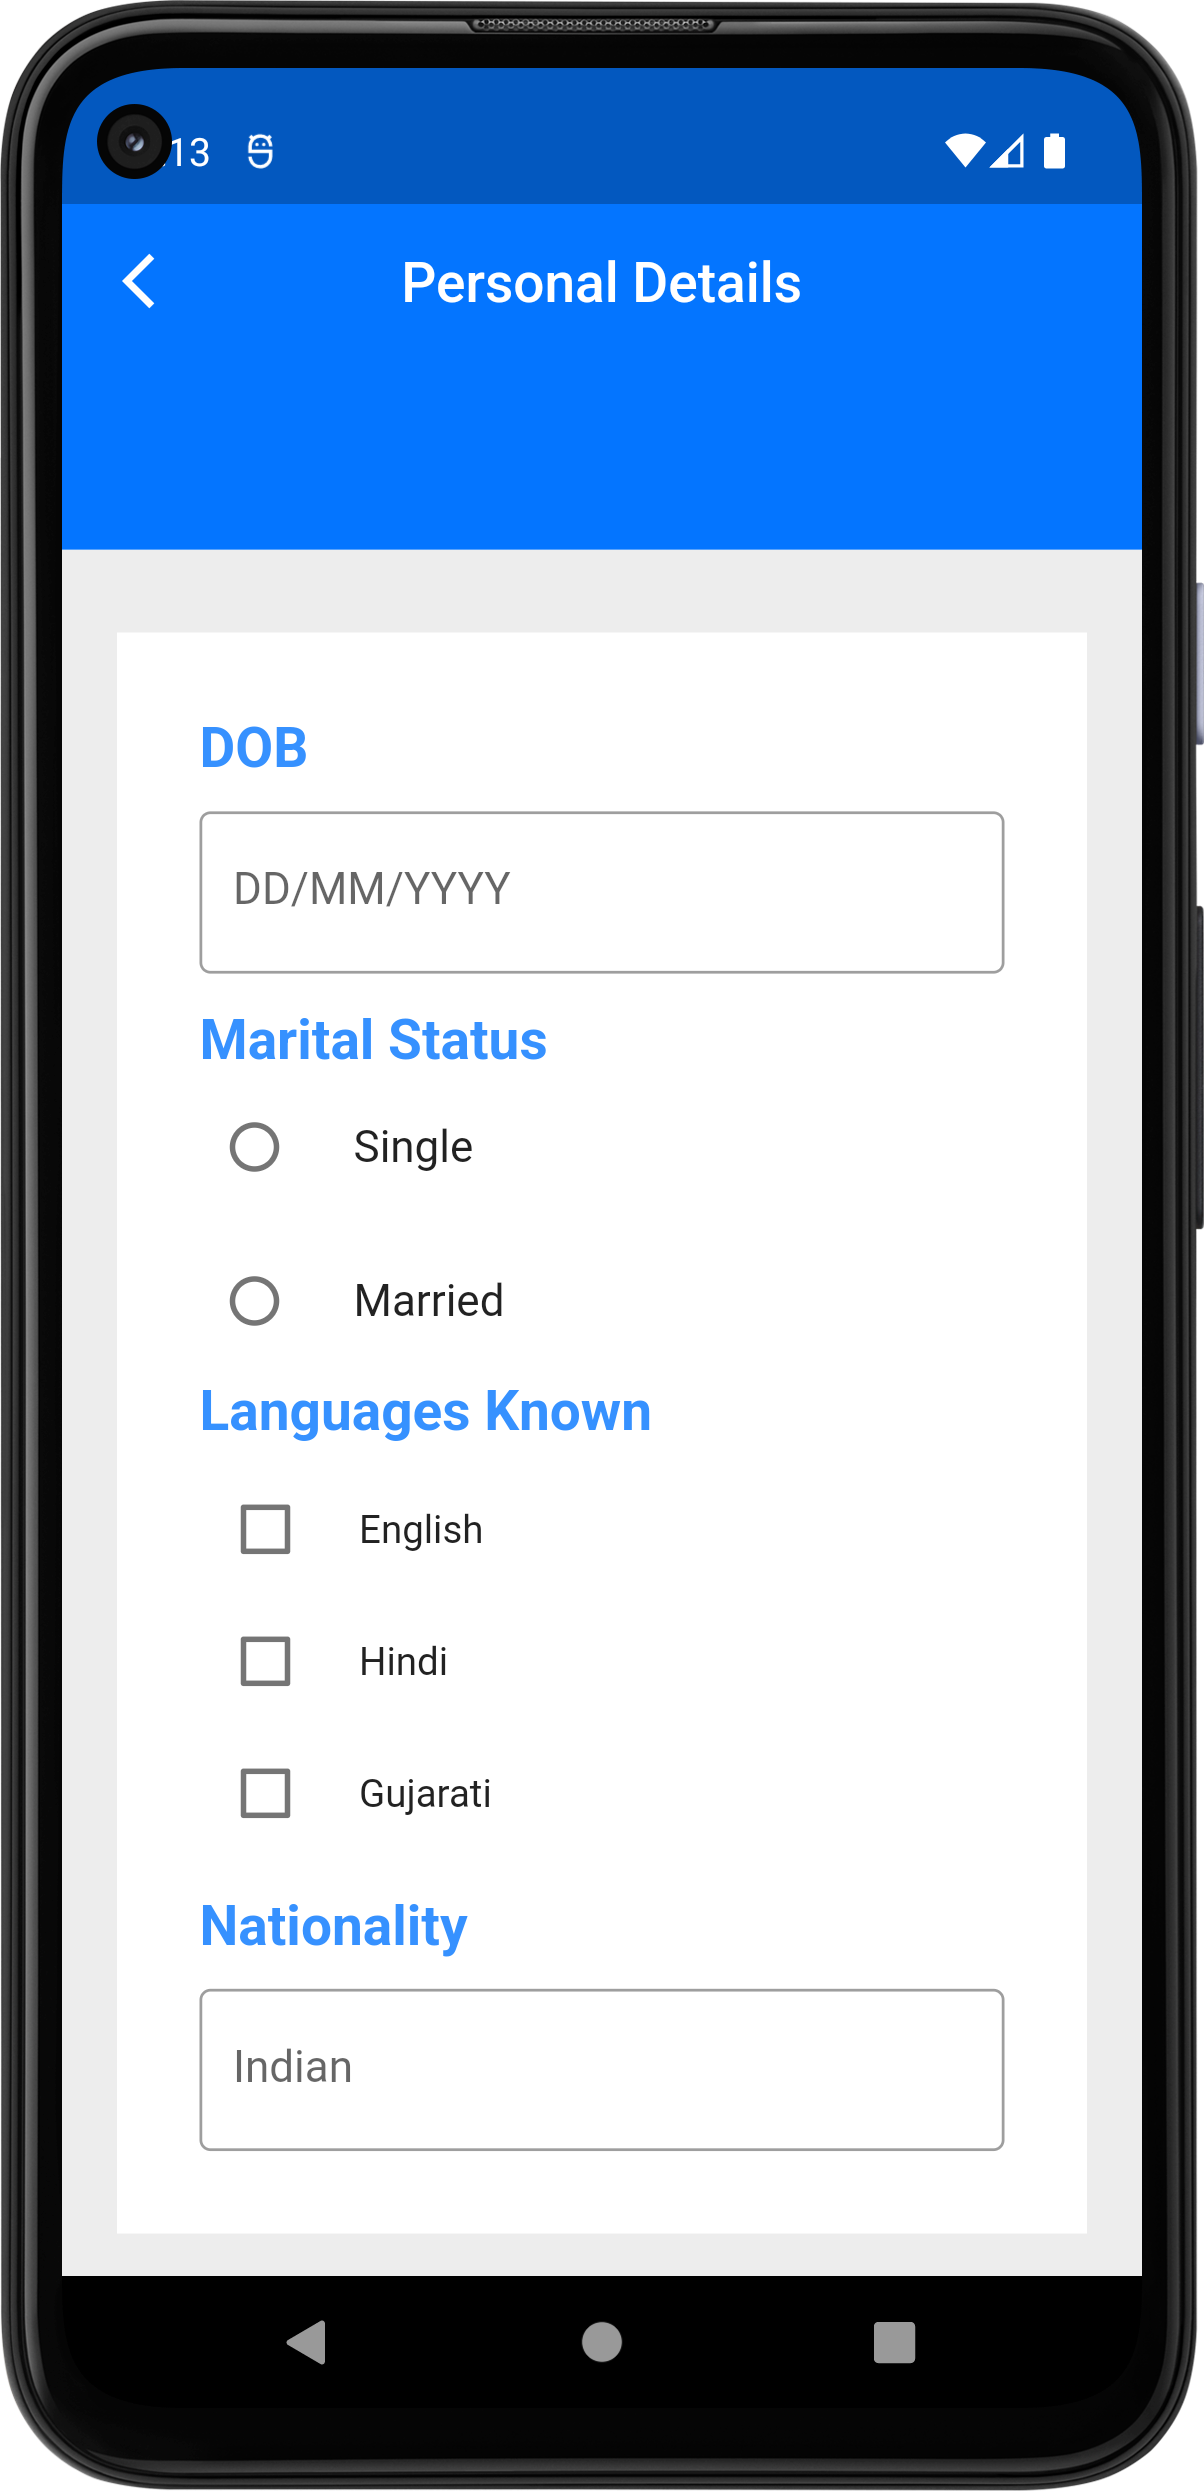 13
Personal Details
DOB
DD/MM/YYYY
Marital Status
Single
Married
Languages Known
English
Hindi
Gujarati
Nationality
Indian